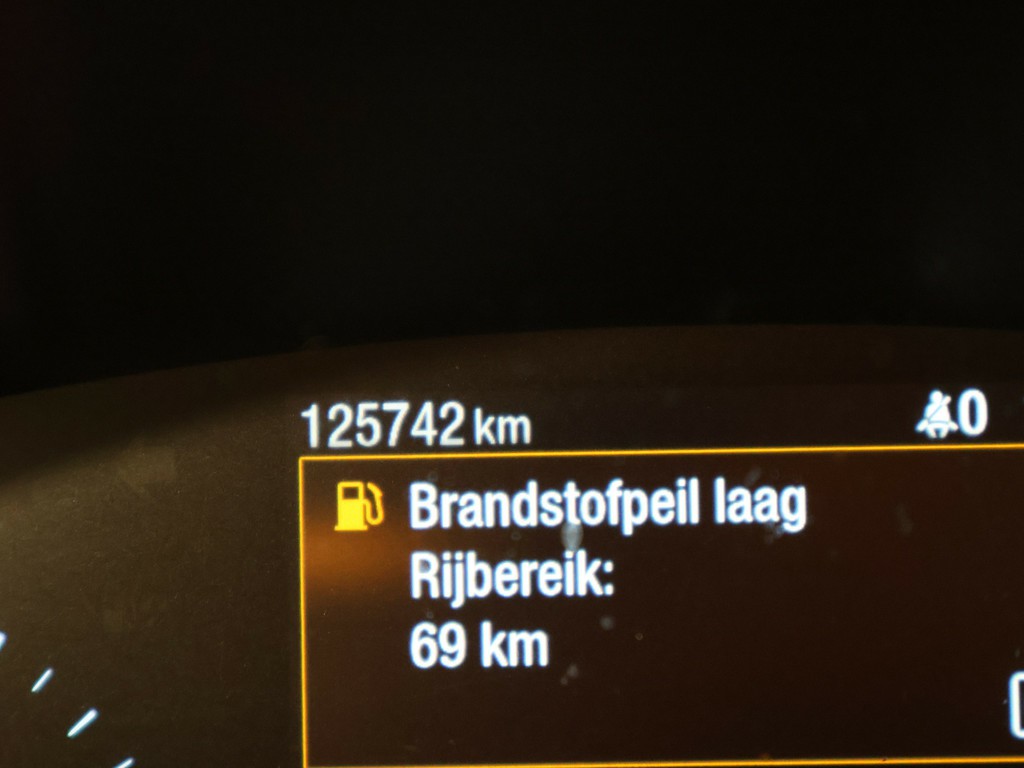 125742 km
0
Brandstofpeil laag
Rijbereik:
69 km